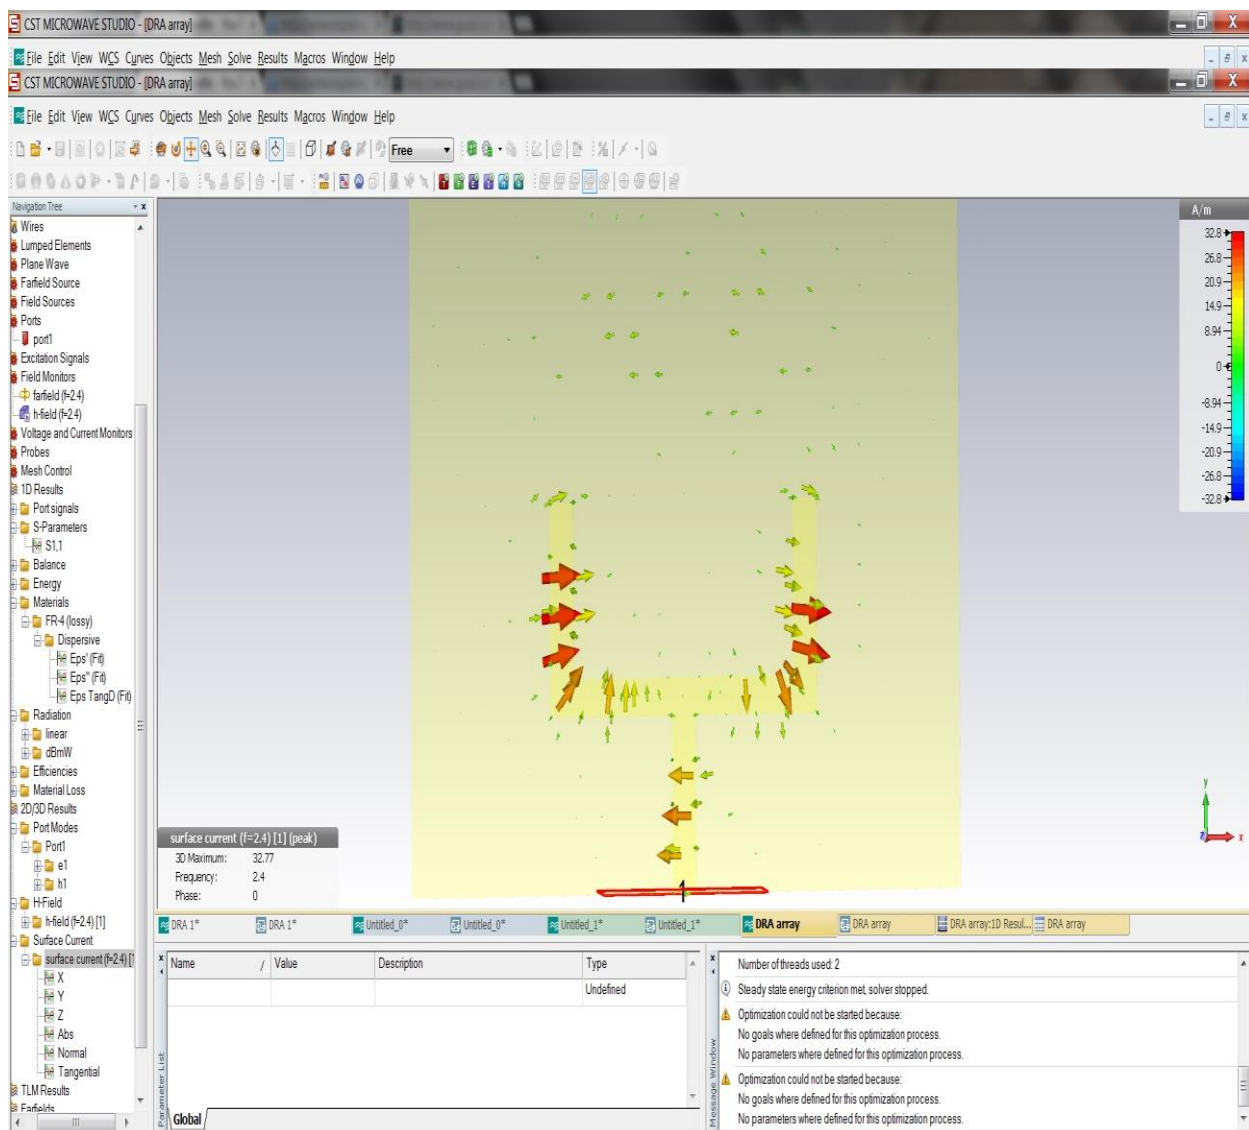 CST MICROWAVE STUDIO - [DRA array]
File Edit View WCS Curves Objects Mesh Solve Results Macros Window Help
CST MICROWAVE STUDIO - [DRA array]
File Edit View WCS Curves Objects Mesh Solve Results Macros Window Help
Free
Navigation Tree
Wires
Lumped Elements
Plane Wave
Farfield Source
Field Sources
Ports
port1
Excitation Signals
Field Monitors
farfield (f=2.4)
h-field (f=2.4)
Voltage and Current Monitors
Probes
Mesh Control
1D Results
Port signals
S-Parameters
S1,1
Balance
Energy
Materials
FR-4 (lossy)
Dispersive
Eps' (Fit)
Eps" (Fit)
Eps TangD (Fit)
Radiation
linear
dBmW
Efficiencies
Material Loss
2D/3D Results
Port Modes
Port1
e1
h1
H-Field
h-field (f=2.4) [1]
Surface Current
surface current (f=2.4) [1
X
Y
Z
Abs
Normal
Tangential
TLM Results
Farfields
A/m
32.8
26.8
20.9
14.9
8.94
0
-8.94
-14.9
-20.9
-26.8
-32.8
y
z
x
1
surface current (f=2.4) [1] (peak)
3D Maximum: 32.77
Frequency: 2.4
Phase: 0
DRA 1* DRA 1* Untitled_0* Untitled_0* Untitled_1* Untitled_1* DRA array DRA array DRA array:1D Resul... DRA array
Parameter List
Name / Value Description Type
Undefined
Global
Message Window
Number of threads used: 2
Steady state energy criterion met, solver stopped.
Optimization could not be started because:
No goals where defined for this optimization process.
No parameters where defined for this optimization process.
Optimization could not be started because:
No goals where defined for this optimization process.
No parameters where defined for this optimization process.